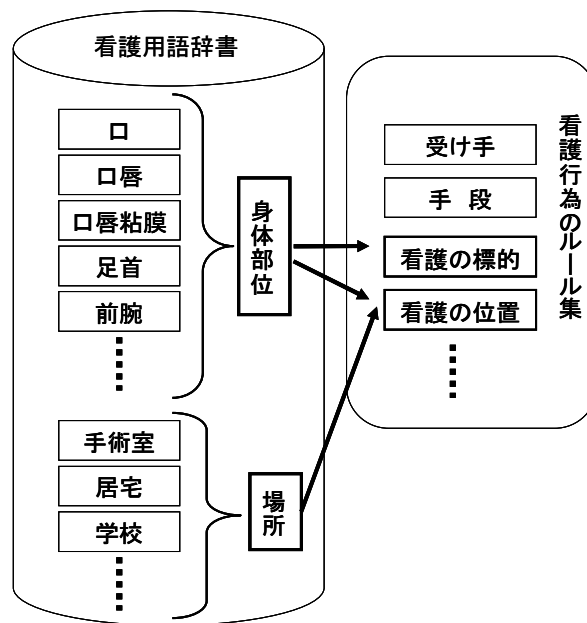 看護用語辞書
口
口唇
口唇粘膜
足首
前腕
身体部位
手術室
居宅
学校
場所
受け手
手 段
看護の標的
看護の位置
看護行為のルール集